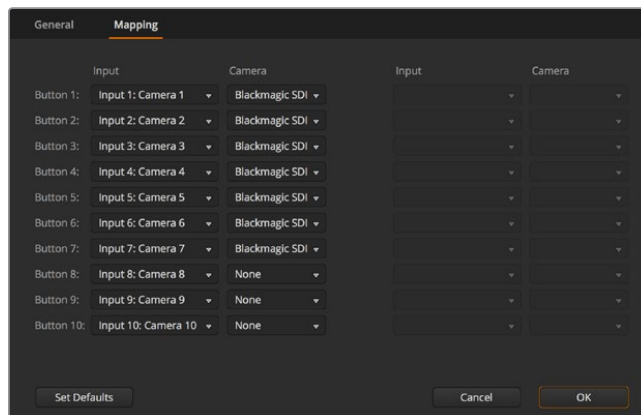 General Mapping
Input Camera Input Camera
Button 1: Input 1: Camera 1 Blackmagic SDI
Button 2: Input 2: Camera 2 Blackmagic SDI
Button 3: Input 3: Camera 3 Blackmagic SDI
Button 4: Input 4: Camera 4 Blackmagic SDI
Button 5: Input 5: Camera 5 Blackmagic SDI
Button 6: Input 6: Camera 6 Blackmagic SDI
Button 7: Input 7: Camera 7 Blackmagic SDI
Button 8: Input 8: Camera 8 None
Button 9: Input 9: Camera 9 None
Button 10: Input 10: Camera 10 None
Set Defaults Cancel OK